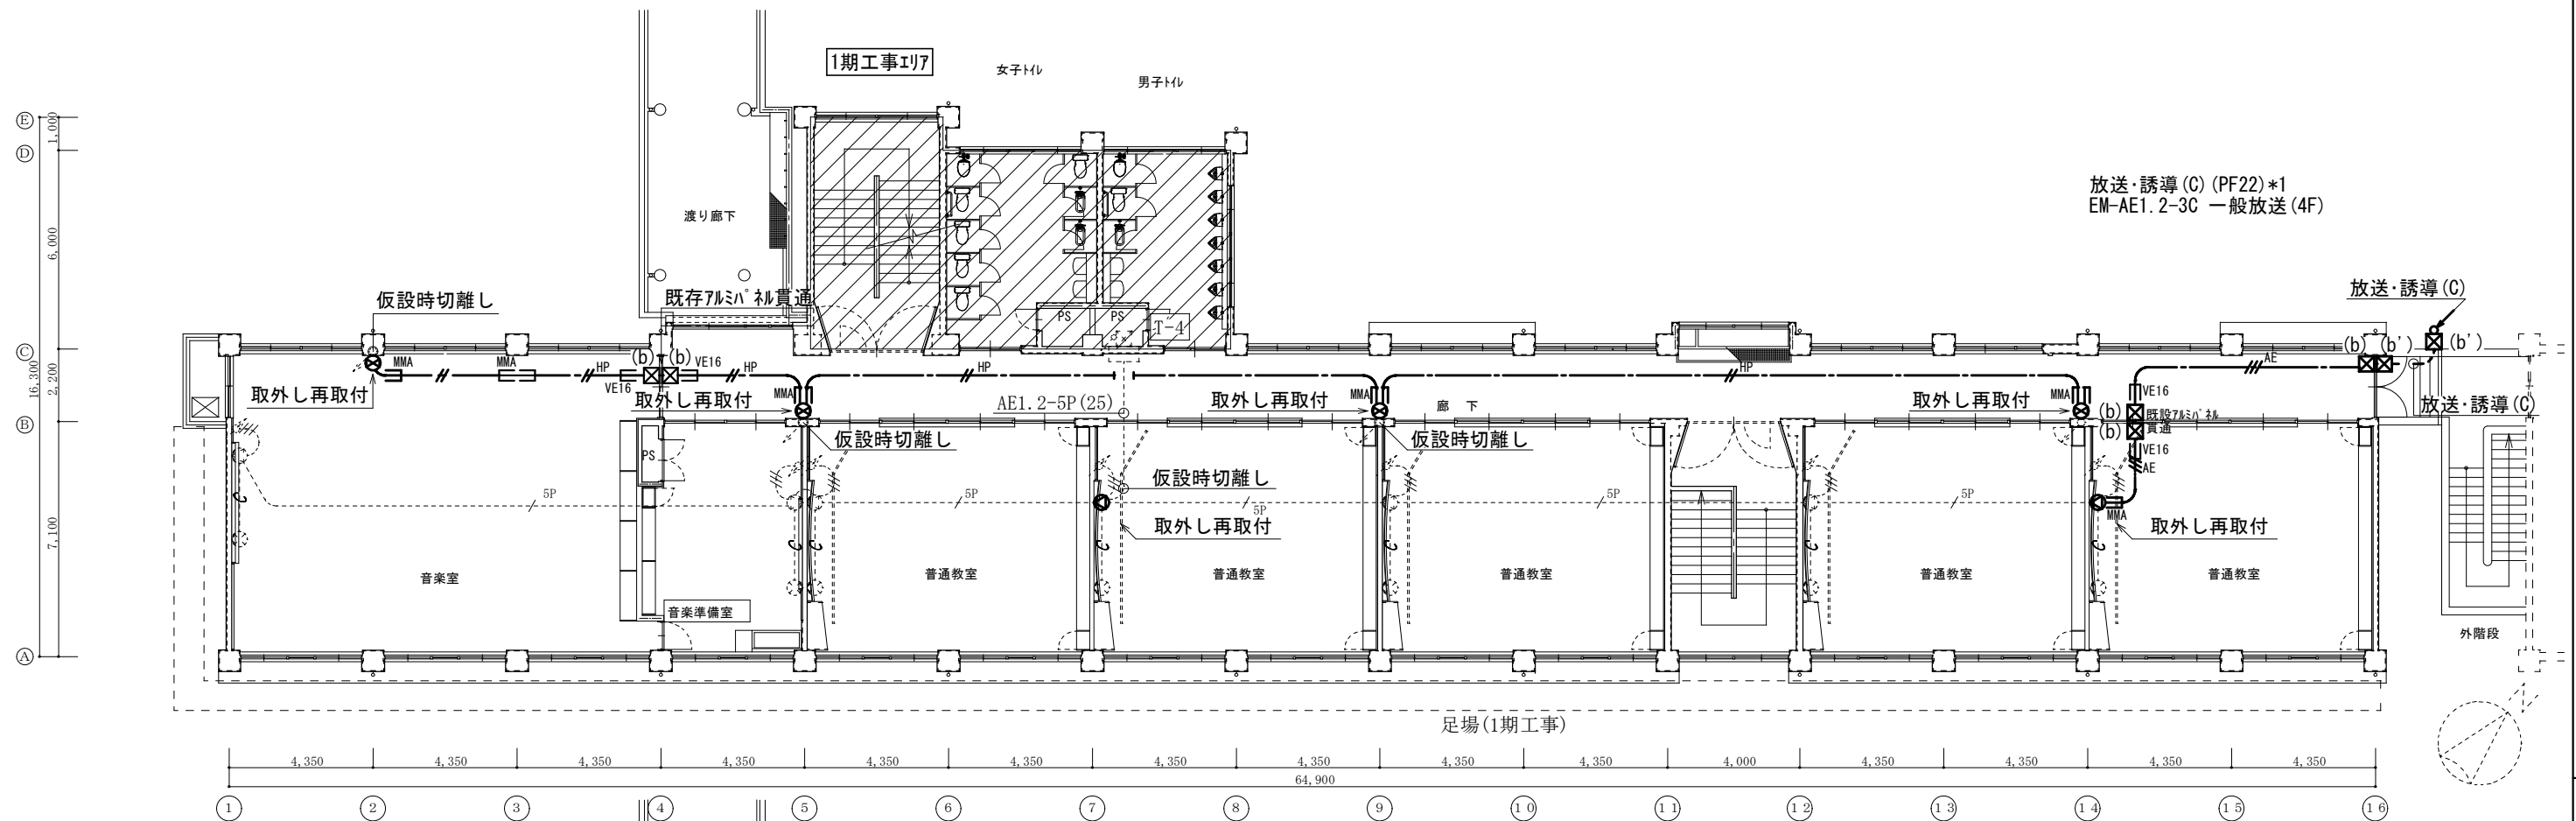 1期工事ｴﾘｱ
女子ﾄｲﾚ
男子ﾄｲﾚ
放送･誘導(C)(PF22)*1
EM-AE1.2-3C 一般放送(4F)
渡り廊下
仮設時切離し
既存ｱﾙﾐﾊﾟﾈﾙ貫通
PS
PS
T-4
放送･誘導(C)
MMA
MMA
HP
(b)
(b)
VE16
HP
HP
HP
AE
(b)
(b')
(b')
VE16
取外し再取付
取外し再取付
MMA
AE1.2-5P(25)
取外し再取付
MMA
廊 下
取外し再取付
MMA
VE16
(b)
既設ｱﾙﾐﾊﾟﾈﾙ
貫通
(b)
VE16
AE
放送･誘導(C)
仮設時切離し
仮設時切離し
PS
仮設時切離し
5P
5P
5P
5P
5P
取外し再取付
MMA
取外し再取付
音楽室
音楽準備室
普通教室
普通教室
普通教室
普通教室
普通教室
外階段
足場(1期工事)
E
D
C
B
A
1,000
6,000
2,200
7,100
16,300
4,350
4,350
4,350
4,350
4,350
4,350
4,350
4,350
4,350
4,350
4,000
4,350
4,350
4,350
4,350
64,900
1
2
3
4
5
6
7
8
9
10
11
12
13
14
15
16